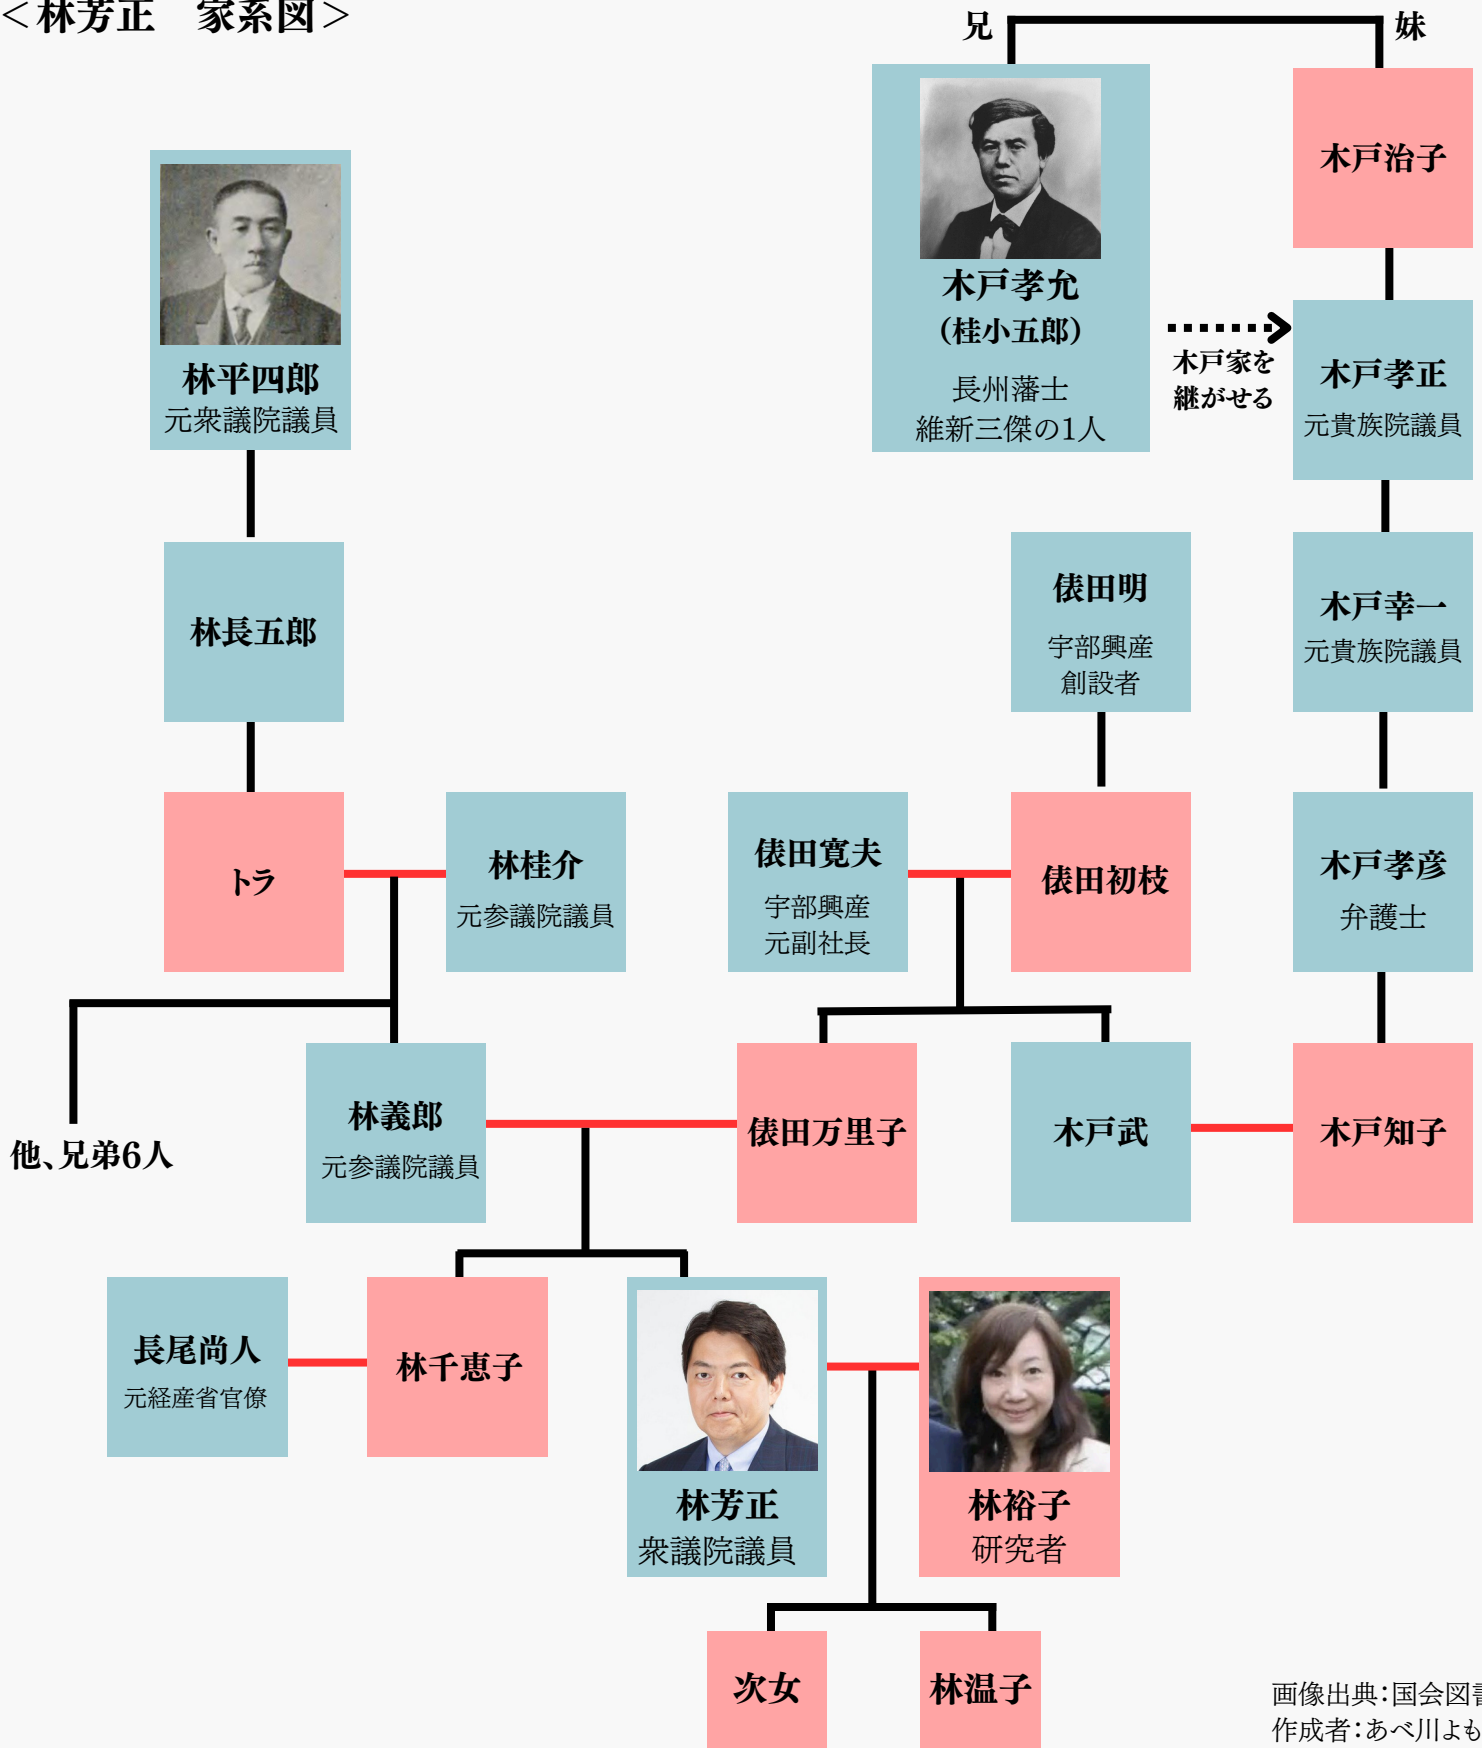 ＜林芳正　家系図＞
兄
妹
木戸治子
木戸孝允
（桂小五郎）
長州藩士
維新三傑の1人
木戸家を
継がせる
木戸孝正
元貴族院議員
林平四郎
元衆議院議員
林長五郎
俵田明
宇部興産
創設者
木戸幸一
元貴族院議員
トラ
林桂介
元参議院議員
俵田寛夫
宇部興産
元副社長
俵田初枝
木戸孝彦
弁護士
他、兄弟6人
林義郎
元参議院議員
俵田万里子
木戸武
木戸知子
長尾尚人
元経産省官僚
林千恵子
林芳正
衆議院議員
林裕子
研究者
次女
林温子
画像出典：国会図書
作成者：あべ川よも